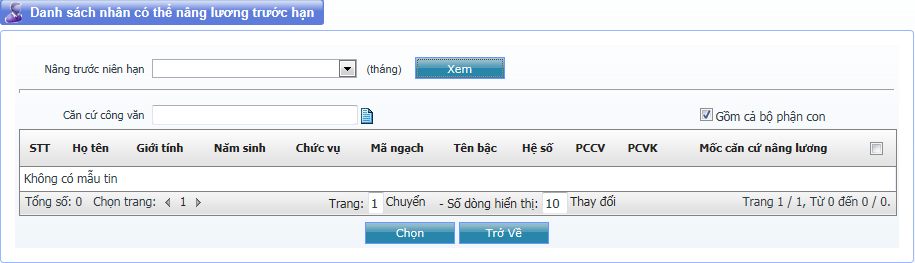 Danh sách nhân có thể nâng lương trước hạn
Nâng trước niên hạn (tháng) Xem
Căn cứ công văn Gồm cả bộ phận con
STT Họ tên Giới tính Năm sinh Chức vụ Mã ngạch Tên bậc Hệ số PCCV PCVK Mốc căn cứ nâng lương
Không có mẫu tin
Tổng số: 0 Chọn trang: 1 Trang: 1 Chuyển - Số dòng hiển thị: 10 Thay đổi Trang 1 / 1, Từ 0 đến 0 / 0.
Chọn Trở Về